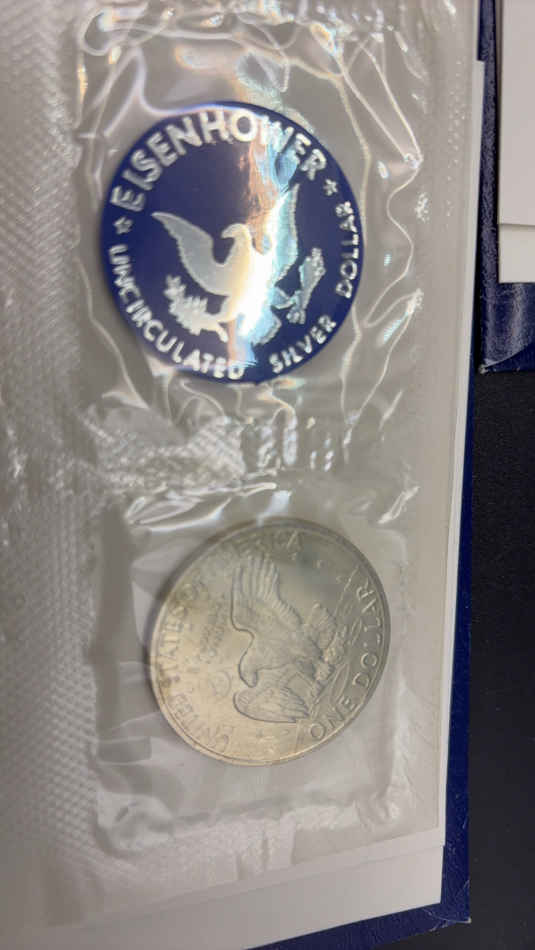 EISENHOWER
UNCIRCULATED SILVER DOLLAR
UNITED STATES OF AMERICA
ONE DOLLAR